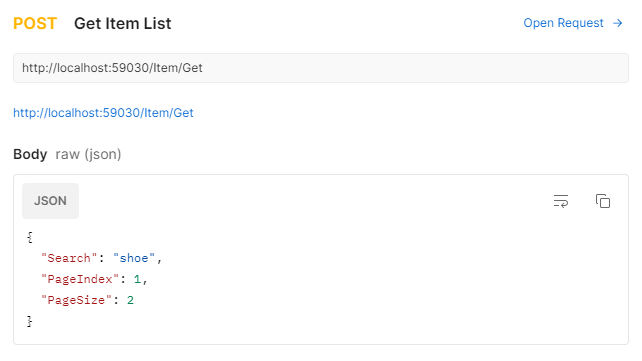 POST Get Item List Open Request →
http://localhost:59030/Item/Get
http://localhost:59030/Item/Get
Body raw (json)
JSON
{
  "Search": "shoe",
  "PageIndex": 1,
  "PageSize": 2
}